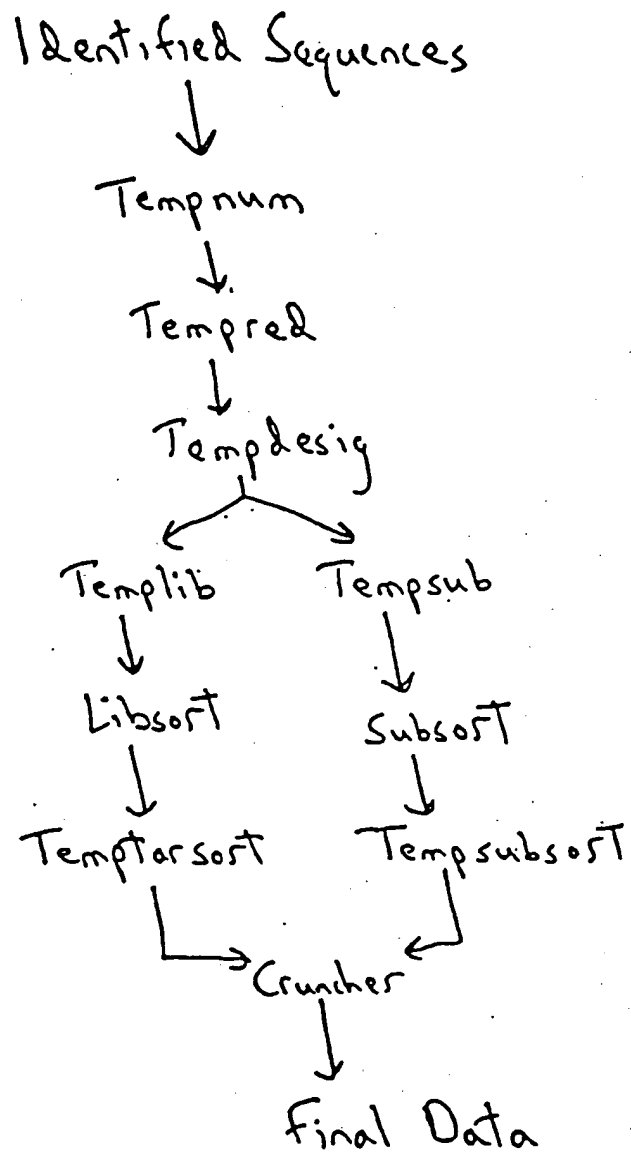 Identified Sequences
Tempnum
Tempred
Tempdesig
Templib Tempsub
Libsort Subsort
Temptarsort Tempsubsort
Cruncher
Final Data